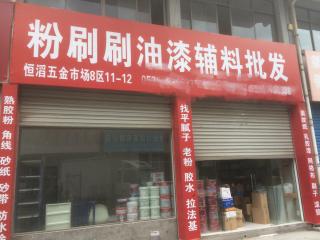 粉刷刷油漆辅料批发
恒滔五金市场8区11-12
熟胶粉 角线 砂纸 砂带 防水
找平腻子 老粉 胶水 拉法基